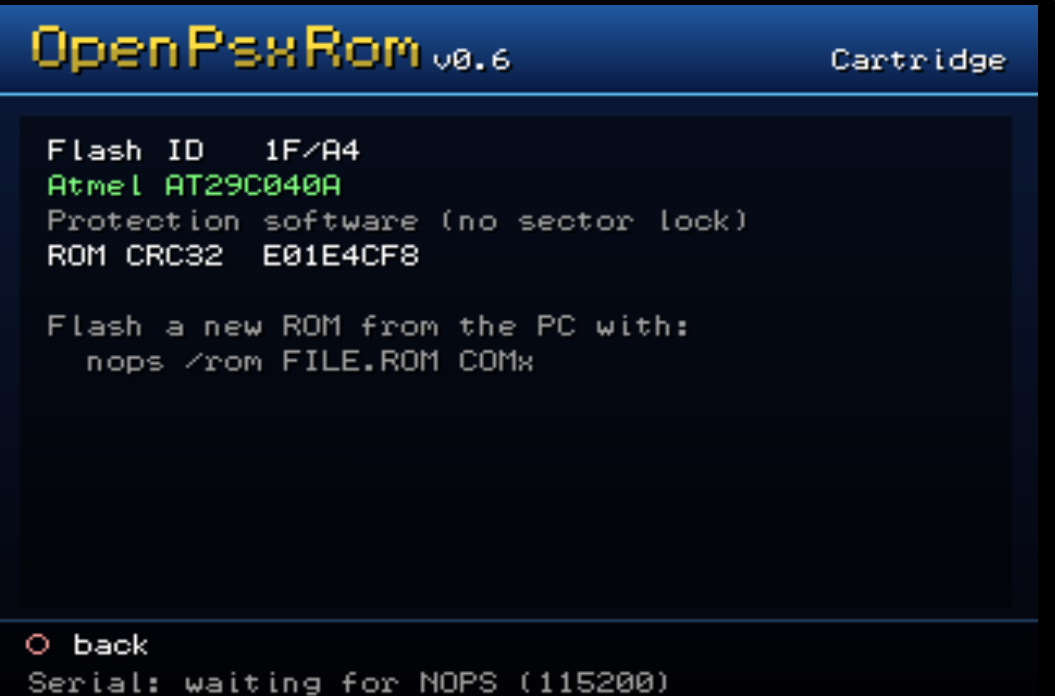 OpenPsxRom v0.6
Cartridge
Flash ID 1F/A4
Atmel AT29C040A
Protection software (no sector lock)
ROM CRC32 E01E4CF8
Flash a new ROM from the PC with:
nops /rom FILE.ROM COMx
back
Serial: waiting for NOPS (115200)